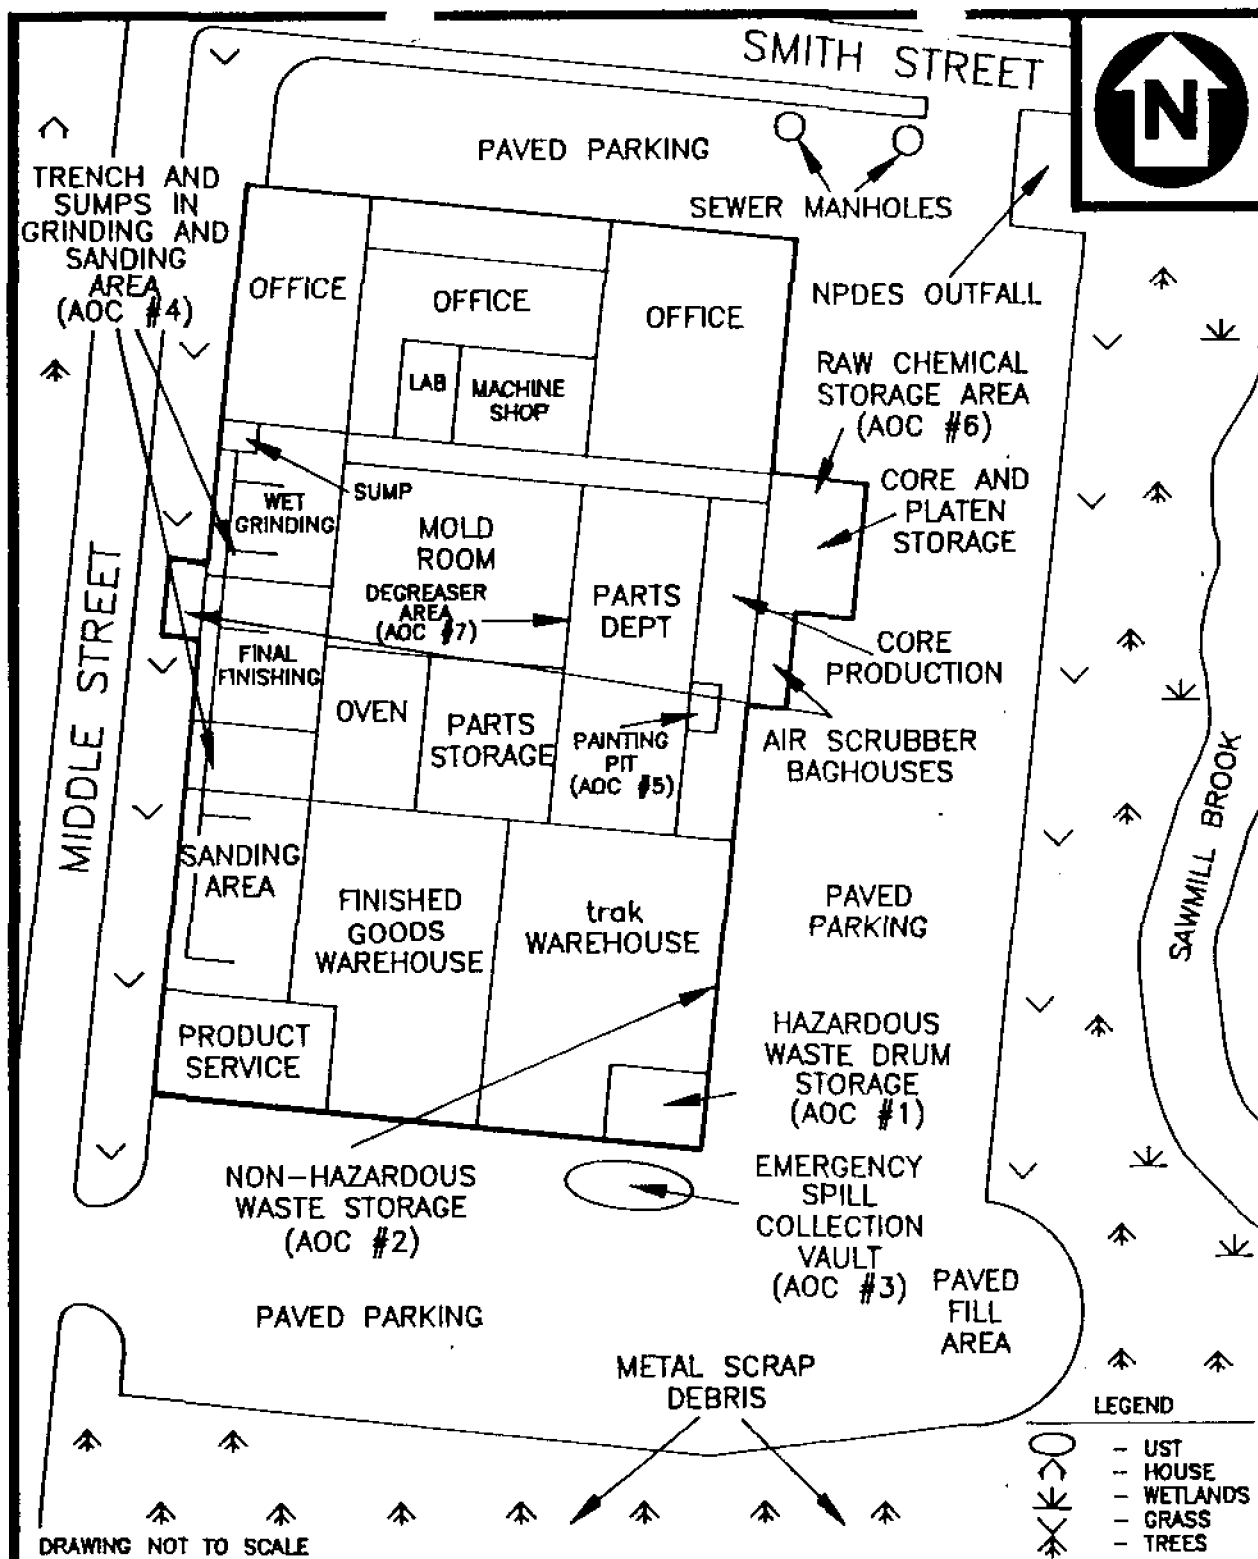 SMITH STREET
N
PAVED PARKING
SEWER MANHOLES
TRENCH AND
SUMPS IN
GRINDING AND
SANDING
AREA
(AOC #4)
OFFICE
OFFICE
OFFICE
NPDES OUTFALL
LAB
MACHINE
SHOP
RAW CHEMICAL
STORAGE AREA
(AOC #6)
SUMP
WET
GRINDING
MOLD
ROOM
CORE AND
PLATEN
STORAGE
DEGREASER
AREA
(AOC #7)
PARTS
DEPT
CORE
PRODUCTION
MIDDLE STREET
FINAL
FINISHING
OVEN
PARTS
STORAGE
PAINTING
PIT
(AOC #5)
AIR SCRUBBER
BAGHOUSES
SAWMILL BROOK
SANDING
AREA
FINISHED
GOODS
WAREHOUSE
trak
WAREHOUSE
PAVED
PARKING
PRODUCT
SERVICE
HAZARDOUS
WASTE DRUM
STORAGE
(AOC #1)
NON-HAZARDOUS
WASTE STORAGE
(AOC #2)
EMERGENCY
SPILL
COLLECTION
VAULT
(AOC #3)
PAVED
FILL
AREA
PAVED PARKING
METAL SCRAP
DEBRIS
LEGEND
- UST
- HOUSE
- WETLANDS
- GRASS
- TREES
DRAWING NOT TO SCALE